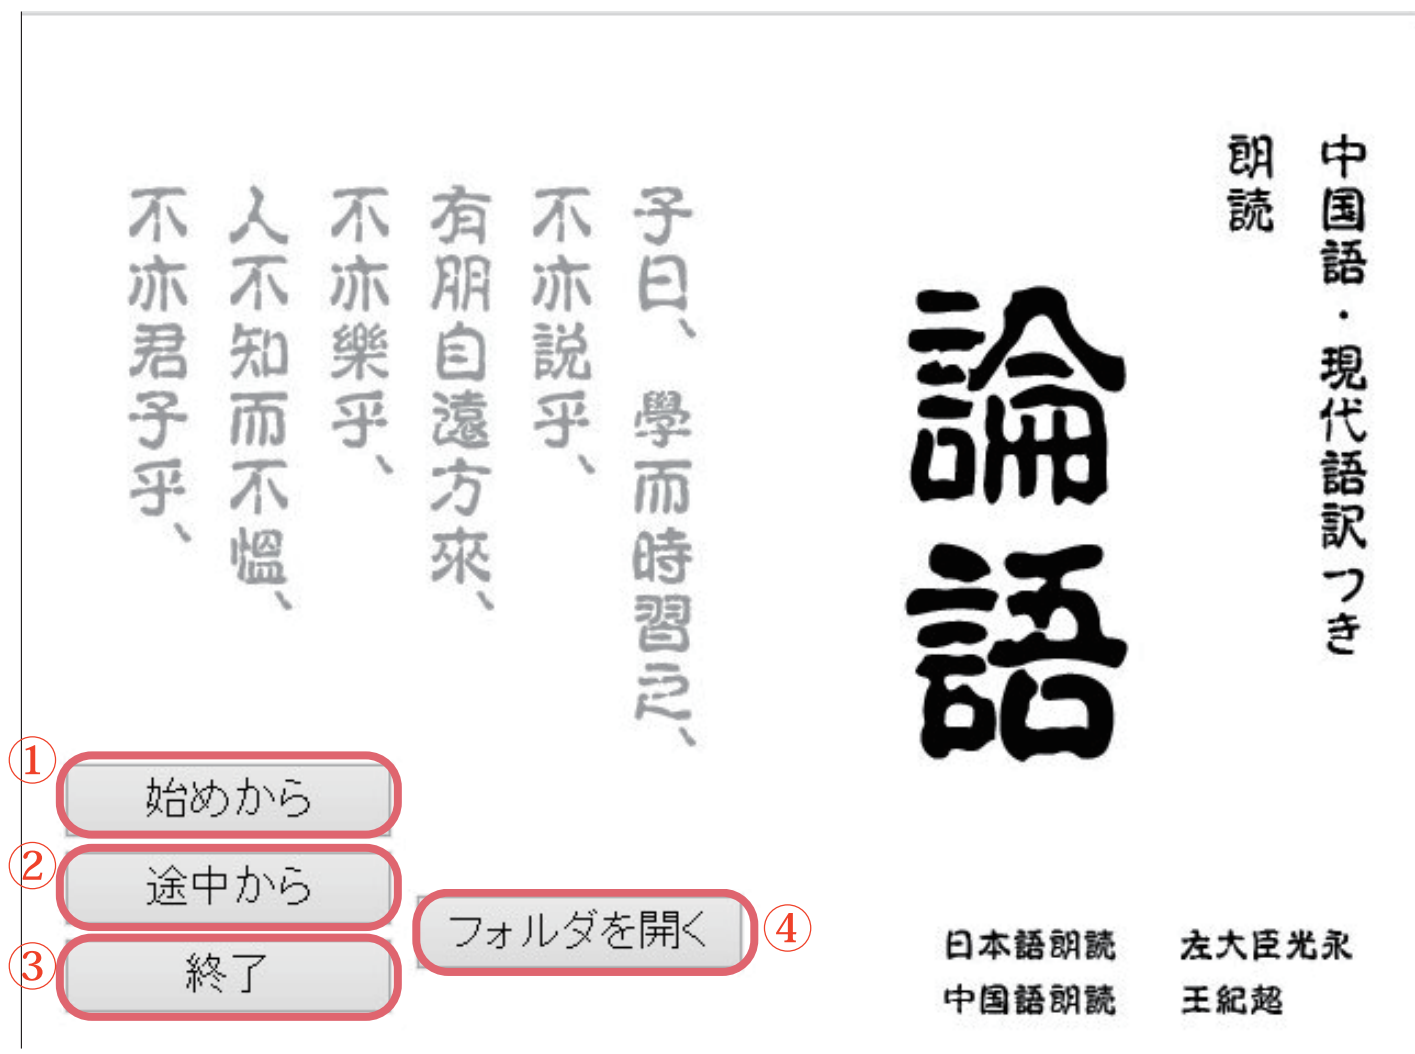 中国語・現代語訳つき
朗読
論語
子曰、學而時習之、
不亦説乎、
有朋自遠方來、
不亦樂乎、
人不知而不慍、
不亦君子乎、
①
始めから
②
途中から
③
終了
フォルダを開く
④
日本語朗読 左大臣光永
中国語朗読 王紀超